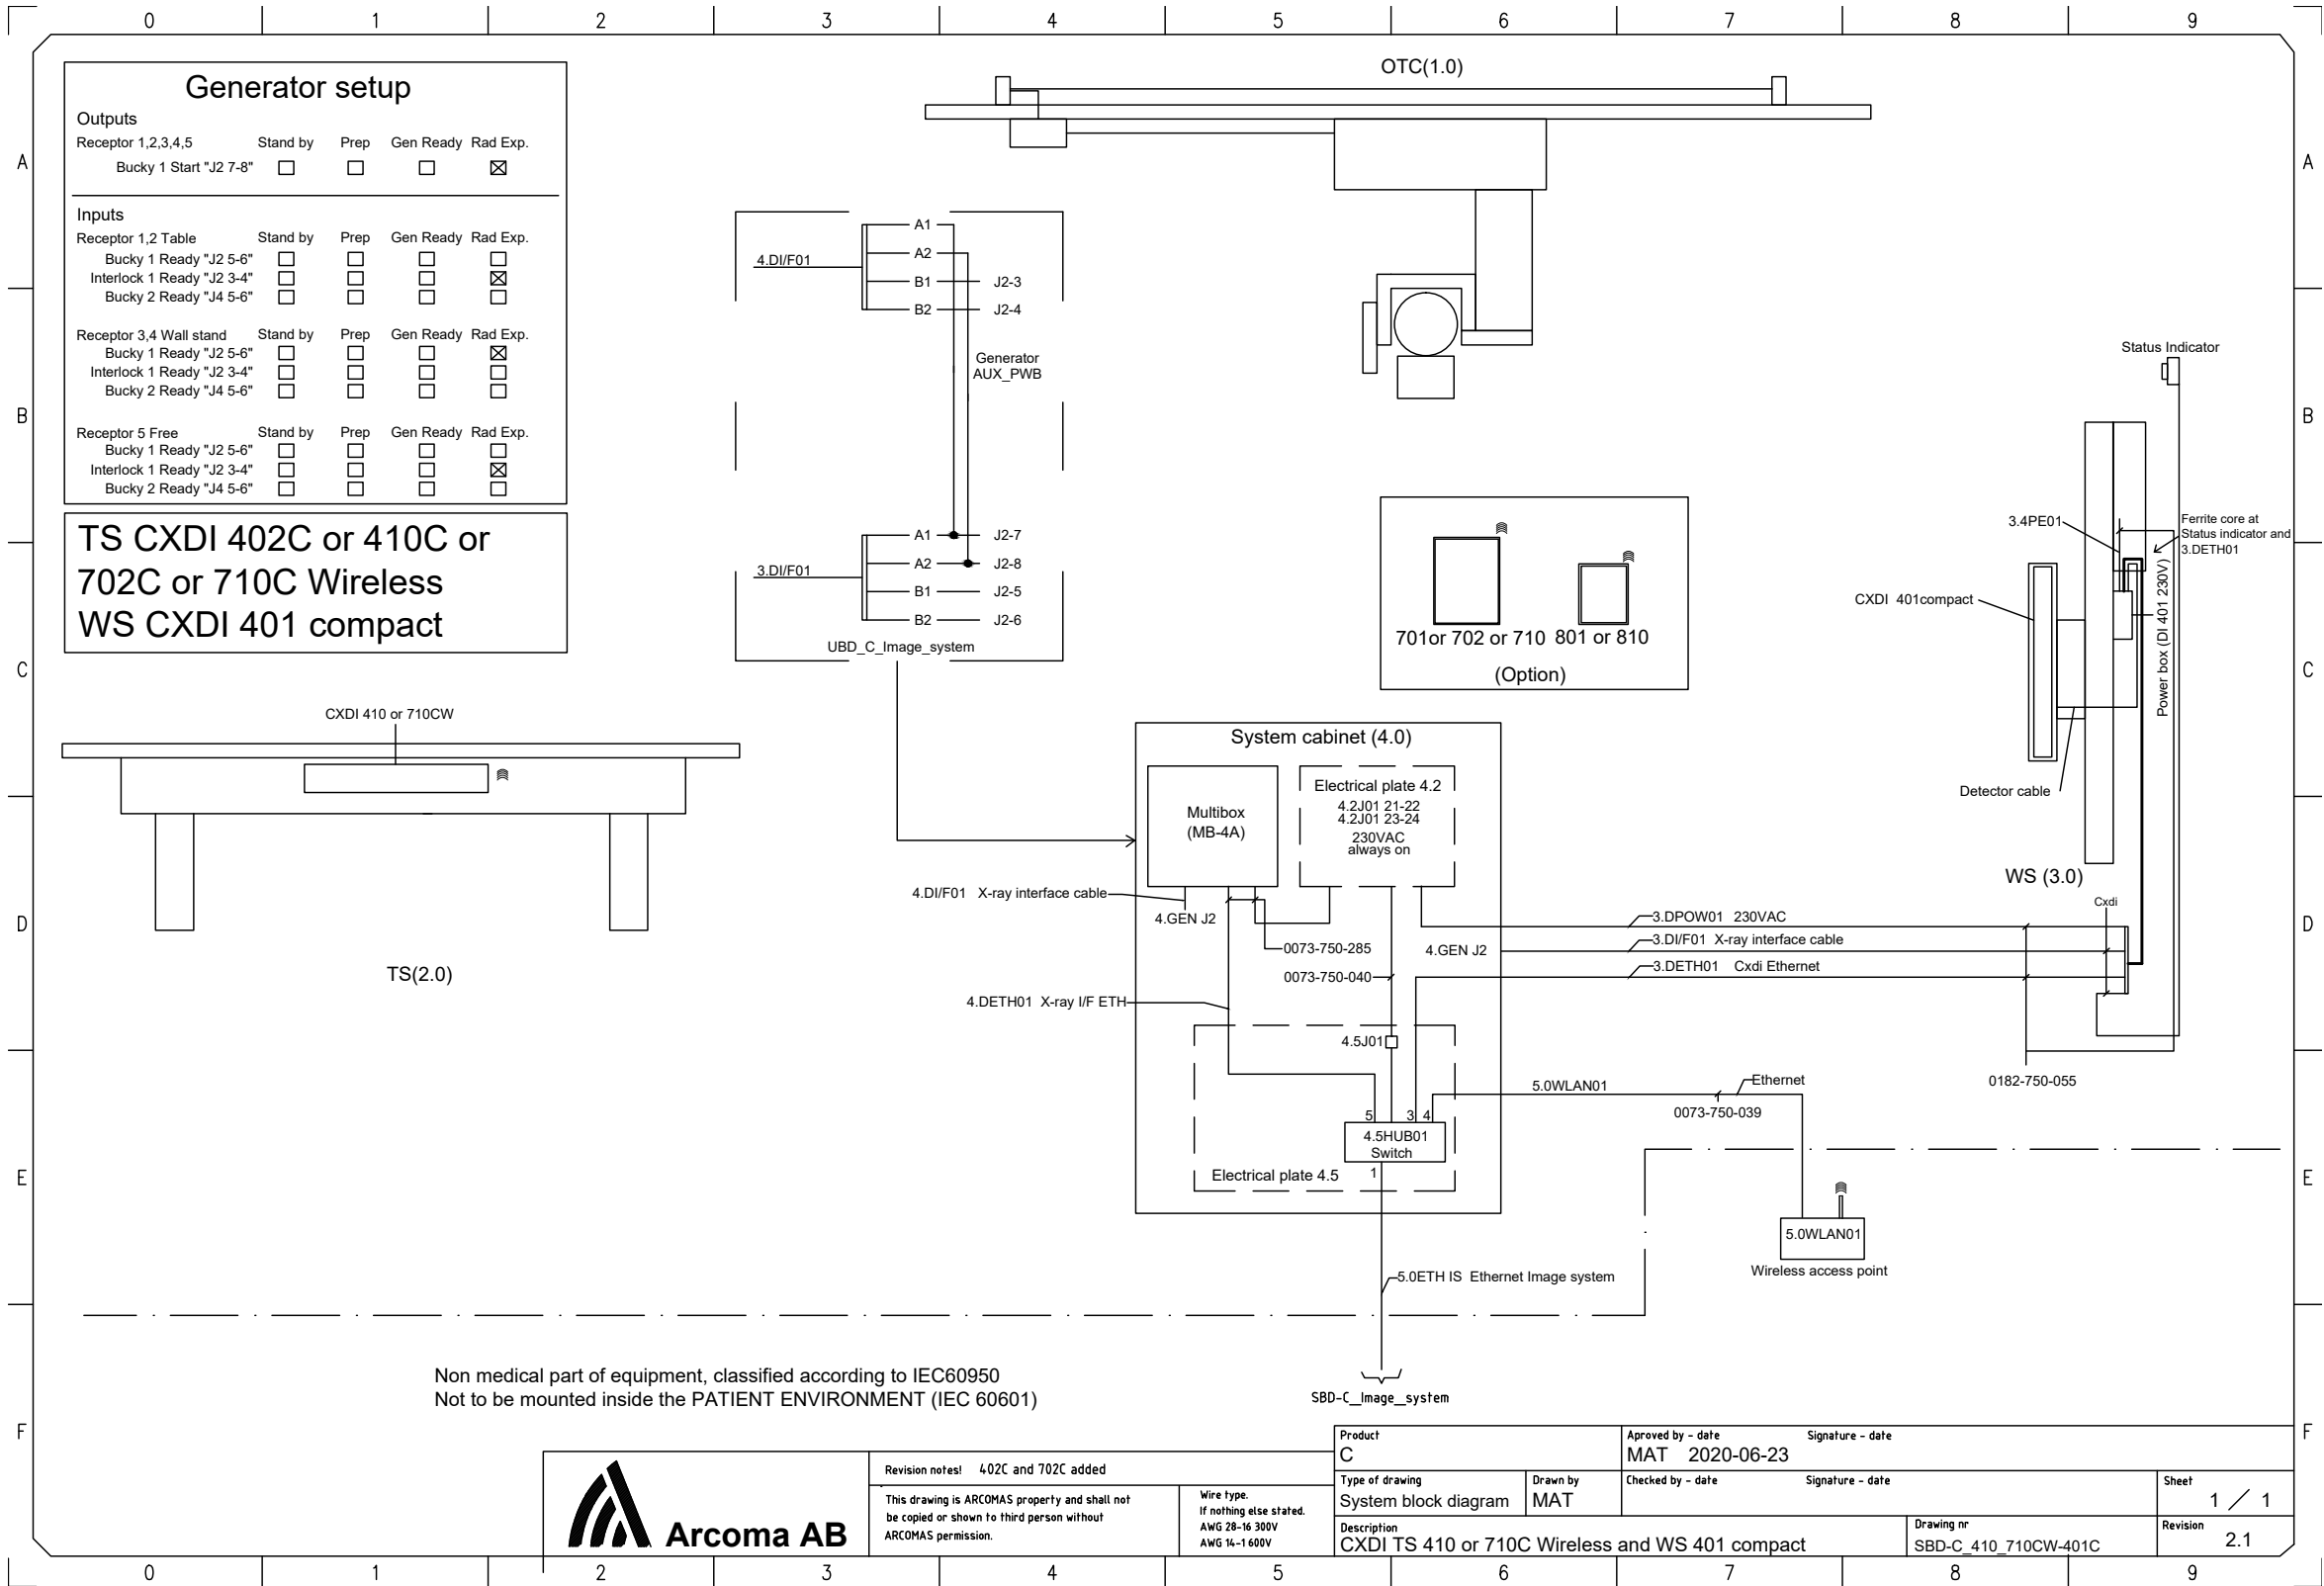 0 1 2 3 4 5 6 7 8 9
A
B
C
D
E
F
A
B
C
D
E
F
Generator setup
Outputs
Receptor 1,2,3,4,5 Stand by Prep Gen Ready Rad Exp.
Bucky 1 Start "J2 7-8"
Inputs
Receptor 1,2 Table Stand by Prep Gen Ready Rad Exp.
Bucky 1 Ready "J2 5-6"
Interlock 1 Ready "J2 3-4"
Bucky 2 Ready "J4 5-6"
Receptor 3,4 Wall stand Stand by Prep Gen Ready Rad Exp.
Bucky 1 Ready "J2 5-6"
Interlock 1 Ready "J2 3-4"
Bucky 2 Ready "J4 5-6"
Receptor 5 Free Stand by Prep Gen Ready Rad Exp.
Bucky 1 Ready "J2 5-6"
Interlock 1 Ready "J2 3-4"
Bucky 2 Ready "J4 5-6"
TS CXDI 402C or 410C or
702C or 710C Wireless
WS CXDI 401 compact
CXDI 410 or 710CW
TS(2.0)
4.DI/F01
A1
A2
B1 J2-3
B2 J2-4
Generator
AUX_PWB
3.DI/F01
A1 J2-7
A2 J2-8
B1 J2-5
B2 J2-6
UBD_C_Image_system
OTC(1.0)
701or 702 or 710 801 or 810
(Option)
Status Indicator
3.4PE01
Ferrite core at
Status indicator and
3.DETH01
CXDI 401compact
Power box (DI 401 230V)
Detector cable
WS (3.0)
Cxdi
System cabinet (4.0)
Multibox
(MB-4A)
Electrical plate 4.2
4.2J01 21-22
4.2J01 23-24
230VAC
always on
4.DI/F01 X-ray interface cable
4.GEN J2
0073-750-285
4.GEN J2
0073-750-040
4.DETH01 X-ray I/F ETH
3.DPOW01 230VAC
3.DI/F01 X-ray interface cable
3.DETH01 Cxdi Ethernet
4.5J01
5 3 4
4.5HUB01
Switch
1
Electrical plate 4.5
5.0WLAN01
Ethernet
0073-750-039
0182-750-055
5.0WLAN01
Wireless access point
5.0ETH IS Ethernet Image system
SBD-C_Image_system
Non medical part of equipment, classified according to IEC60950
Not to be mounted inside the PATIENT ENVIRONMENT (IEC 60601)
Arcoma AB
Revision notes! 402C and 702C added
This drawing is ARCOMAS property and shall not
be copied or shown to third person without
ARCOMAS permission.
Wire type.
If nothing else stated.
AWG 28-16 300V
AWG 14-1 600V
Product
C
Aproved by - date Signature - date
MAT 2020-06-23
Type of drawing
System block diagram
Drawn by
MAT
Checked by - date Signature - date
Sheet
1 / 1
Description
CXDI TS 410 or 710C Wireless and WS 401 compact
Drawing nr
SBD-C_410_710CW-401C
Revision
2.1
0 1 2 3 4 5 6 7 8 9